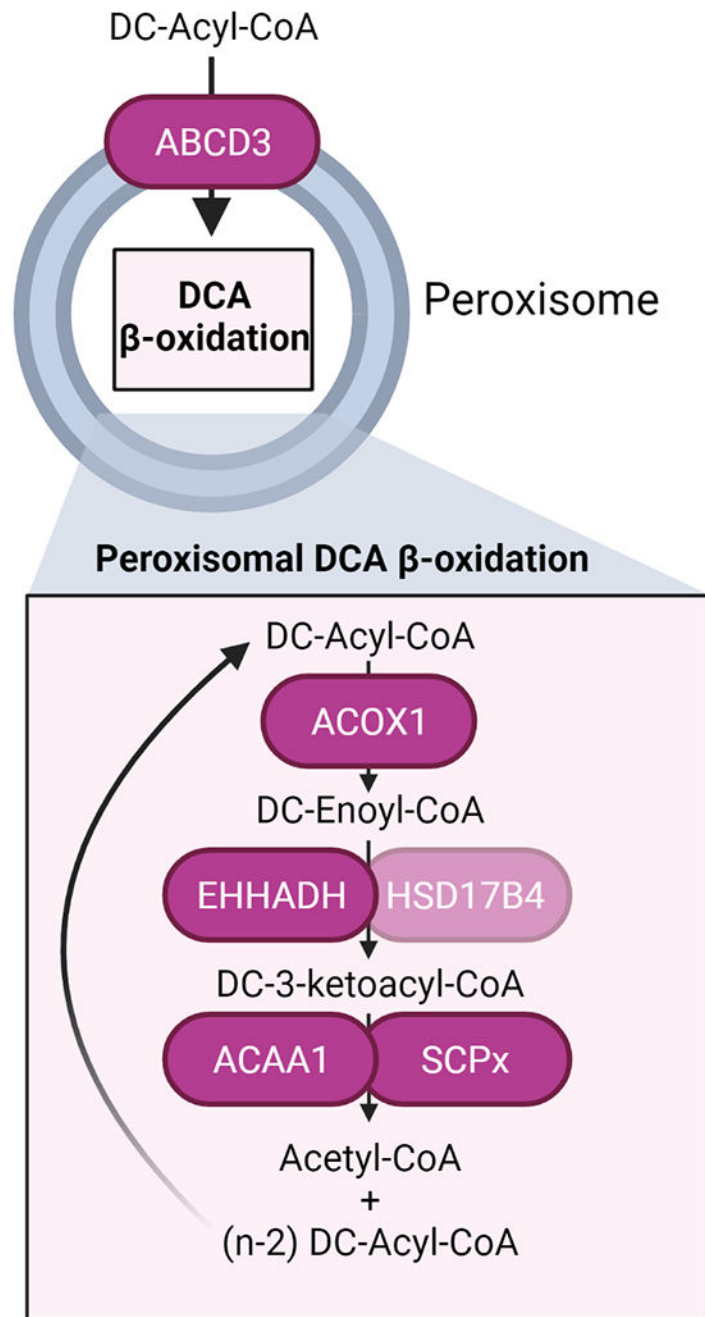 DC-Acyl-CoA
ABCD3
DCA
β-oxidation
Peroxisome
Peroxisomal DCA β-oxidation
DC-Acyl-CoA
ACOX1
DC-Enoyl-CoA
EHHADH HSD17B4
DC-3-ketoacyl-CoA
ACAA1 SCPx
Acetyl-CoA
+
(n-2) DC-Acyl-CoA